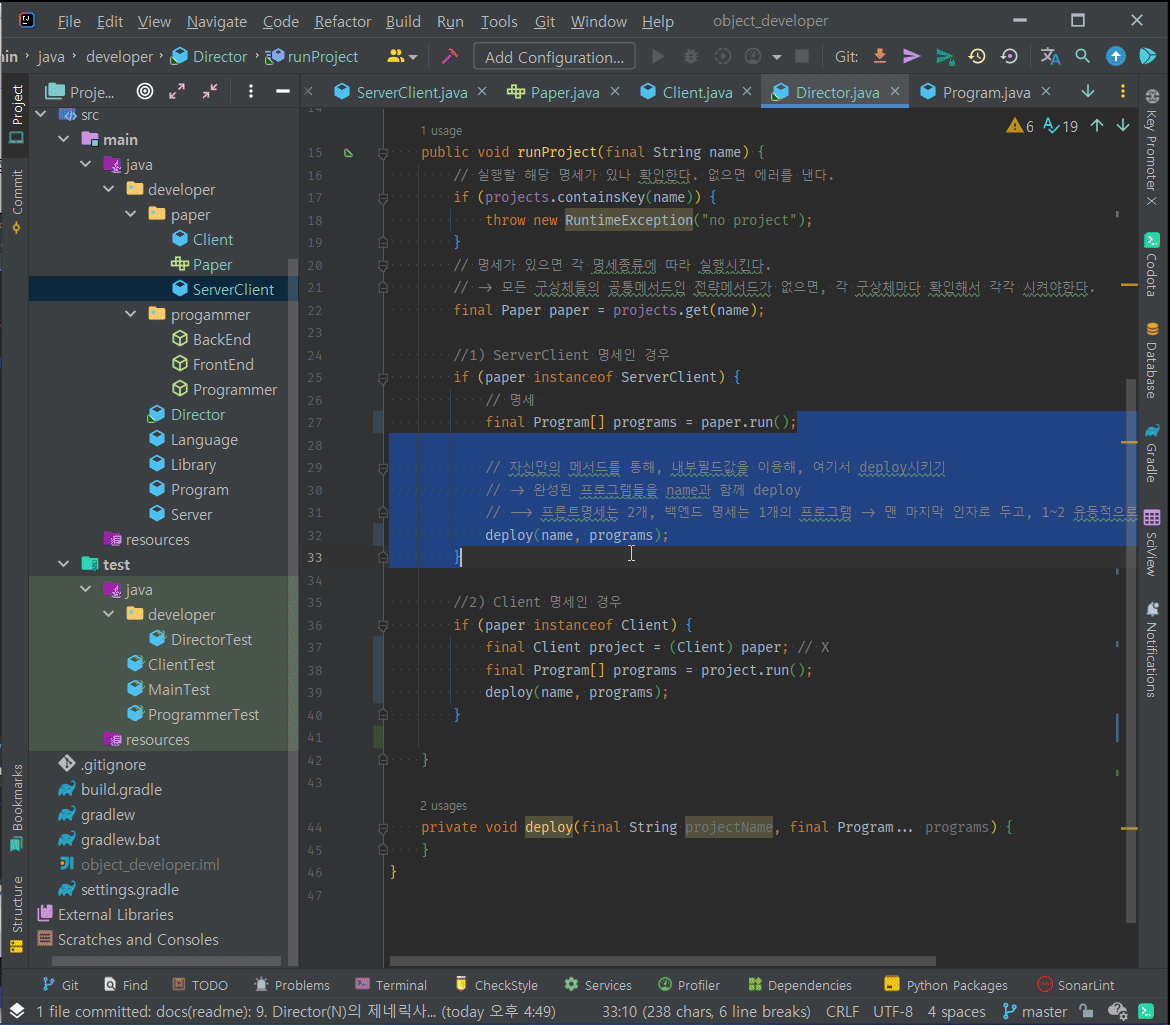 File Edit View Navigate Code Refactor Build Run Tools Git Window Help object_developer
ain java developer Director runProject Add Configuration... Git:
Proje... ServerClient.java Paper.java Client.java Director.java Program.java
Project
Commit
Bookmarks
Structure
src
main
java
developer
paper
Client
Paper
ServerClient
progammer
BackEnd
FrontEnd
Programmer
Director
Language
Library
Program
Server
resources
test
java
developer
DirectorTest
ClientTest
MainTest
ProgrammerTest
resources
.gitignore
build.gradle
gradlew
gradlew.bat
object_developer.iml
settings.gradle
External Libraries
Scratches and Consoles
14
1 usage
6 19
15 public void runProject(final String name) {
16 // 실행할 해당 명세가 있나 확인한다. 없으면 에러를 낸다.
17 if (projects.containsKey(name)) {
18 throw new RuntimeException("no project");
19 }
20 // 명세가 있으면 각 명세종류에 따라 실행시킨다.
21 // -> 모든 구상체들의 공통메서드인 전략메서드가 없으면, 각 구상체마다 확인해서 각각 시켜야한다.
22 final Paper paper = projects.get(name);
23
24 //1) ServerClient 명세인 경우
25 if (paper instanceof ServerClient) {
26 // 명세
27 final Program[] programs = paper.run();
28
29 // 자신만의 메서드를 통해, 내부필드값을 이용해, 여기서 deploy시키기
30 // -> 완성된 프로그램들을 name과 함께 deploy
31 // --> 프론트명세는 2개, 백엔드 명세는 1개의 프로그램 -> 맨 마지막 인자로 두고, 1~2 유동적으로
32 deploy(name, programs);
33 }
34
35 //2) Client 명세인 경우
36 if (paper instanceof Client) {
37 final Client project = (Client) paper; // X
38 final Program[] programs = project.run();
39 deploy(name, programs);
40 }
41
42 }
43
2 usages
44 private void deploy(final String projectName, final Program... programs) {
45 }
46 }
47
Key Promoter X
Codota
Database
Gradle
SciView
Notifications
Git Find TODO Problems Terminal CheckStyle Services Profiler Dependencies Python Packages SonarLint
1 file committed: docs(readme): 9. Director(N)의 제네릭사... (today 오후 4:49) 33:10 (238 chars, 6 line breaks) CRLF UTF-8 4 spaces master